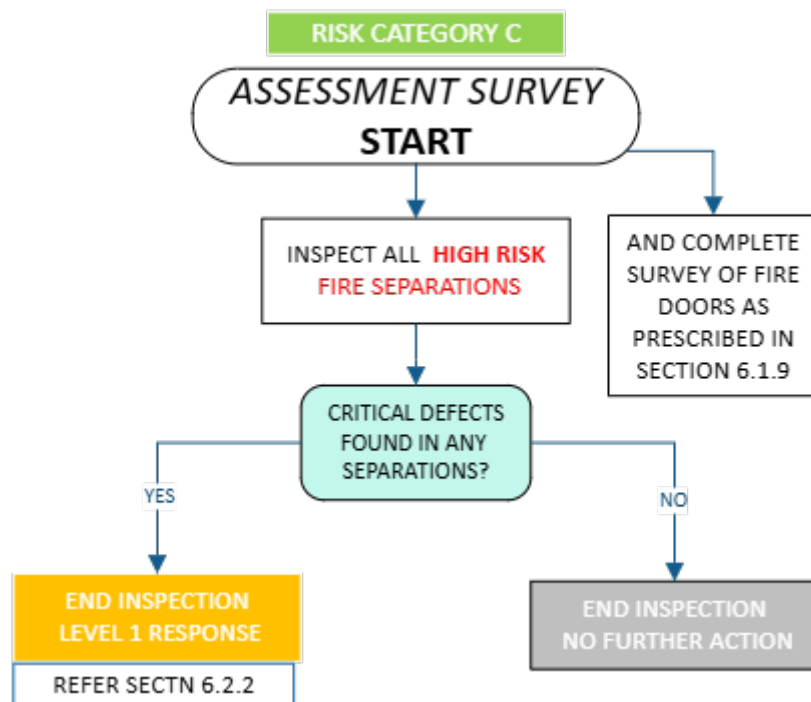 RISK CATEGORY C
ASSESSMENT SURVEY
START
INSPECT ALL HIGH RISK
FIRE SEPARATIONS
AND COMPLETE
SURVEY OF FIRE
DOORS AS
PRESCRIBED IN
SECTION 6.1.9
CRITICAL DEFECTS
FOUND IN ANY
SEPARATIONS?
YES
NO
END INSPECTION
LEVEL 1 RESPONSE
REFER SECTN 6.2.2
END INSPECTION
NO FURTHER ACTION